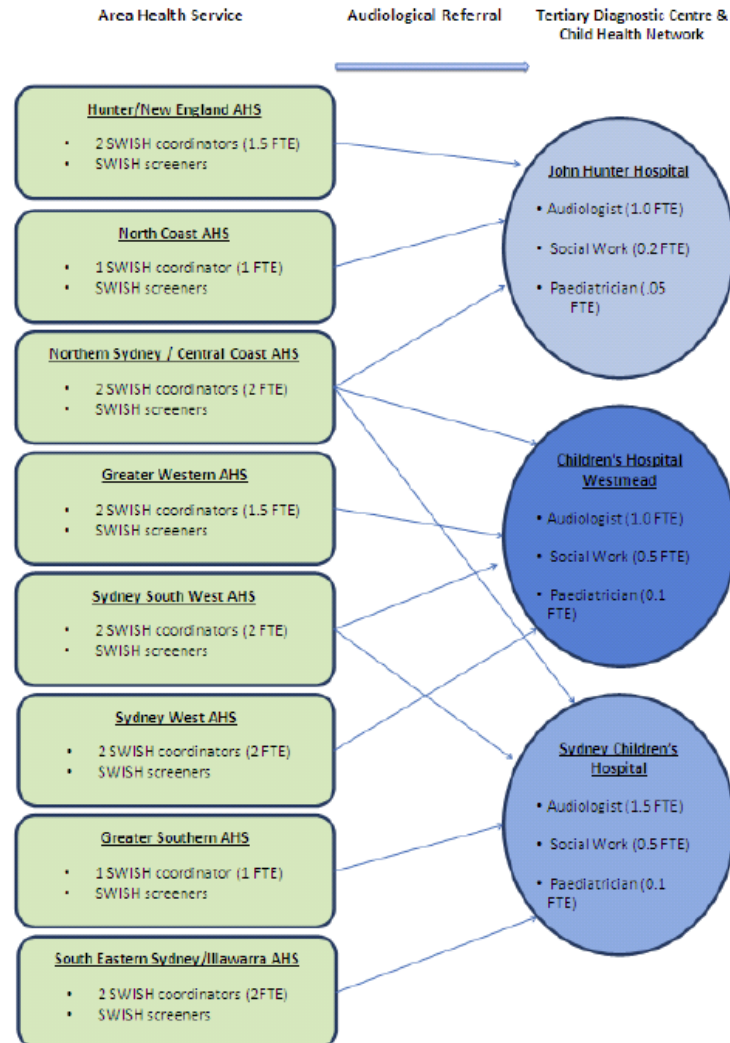 Area Health Service
Audiological Referral
Tertiary Diagnostic Centre &
Child Health Network
Hunter/New England AHS
• 2 SWISH coordinators (1.5 FTE)
• SWISH screeners
North Coast AHS
• 1 SWISH coordinator (1 FTE)
• SWISH screeners
Northern Sydney / Central Coast AHS
• 2 SWISH coordinators (2 FTE)
• SWISH screeners
Greater Western AHS
• 2 SWISH coordinators (1.5 FTE)
• SWISH screeners
Sydney South West AHS
• 2 SWISH coordinators (2 FTE)
• SWISH screeners
Sydney West AHS
• 2 SWISH coordinators (2 FTE)
• SWISH screeners
Greater Southern AHS
• 1 SWISH coordinator (1 FTE)
• SWISH screeners
South Eastern Sydney/Illawarra AHS
• 2 SWISH coordinators (2FTE)
• SWISH screeners
John Hunter Hospital
• Audiologist (1.0 FTE)
• Social Work (0.2 FTE)
• Paediatrician (.05
FTE)
Children's Hospital
Westmead
• Audiologist (1.0 FTE)
• Social Work (0.5 FTE)
• Paediatrician (0.1
FTE)
Sydney Children's
Hospital
• Audiologist (1.5 FTE)
• Social Work (0.5 FTE)
• Paediatrician (0.1
FTE)